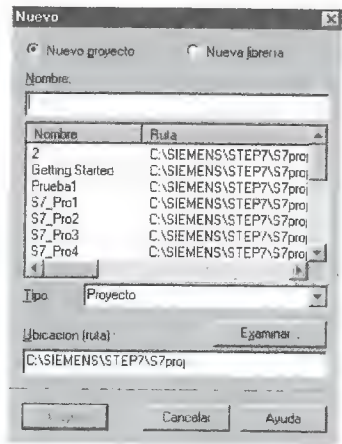 Nuevo
Nuevo proyecto Nueva librería
Nombre:
Nombre Ruta
2 C:\SIEMENS\STEP7\S7proj
Getting Started C:\SIEMENS\STEP7\S7proj
Prueba1 C:\SIEMENS\STEP7\S7proj
S7_Pro1 C:\SIEMENS\STEP7\S7proj
S7_Pro2 C:\SIEMENS\STEP7\S7proj
S7_Pro3 C:\SIEMENS\STEP7\S7proj
S7_Pro4 C:\SIEMENS\STEP7\S7proj
Tipo Proyecto
Ubicacion (ruta): Examinar..
C:\SIEMENS\STEP7\S7proj
Cancelar Ayuda